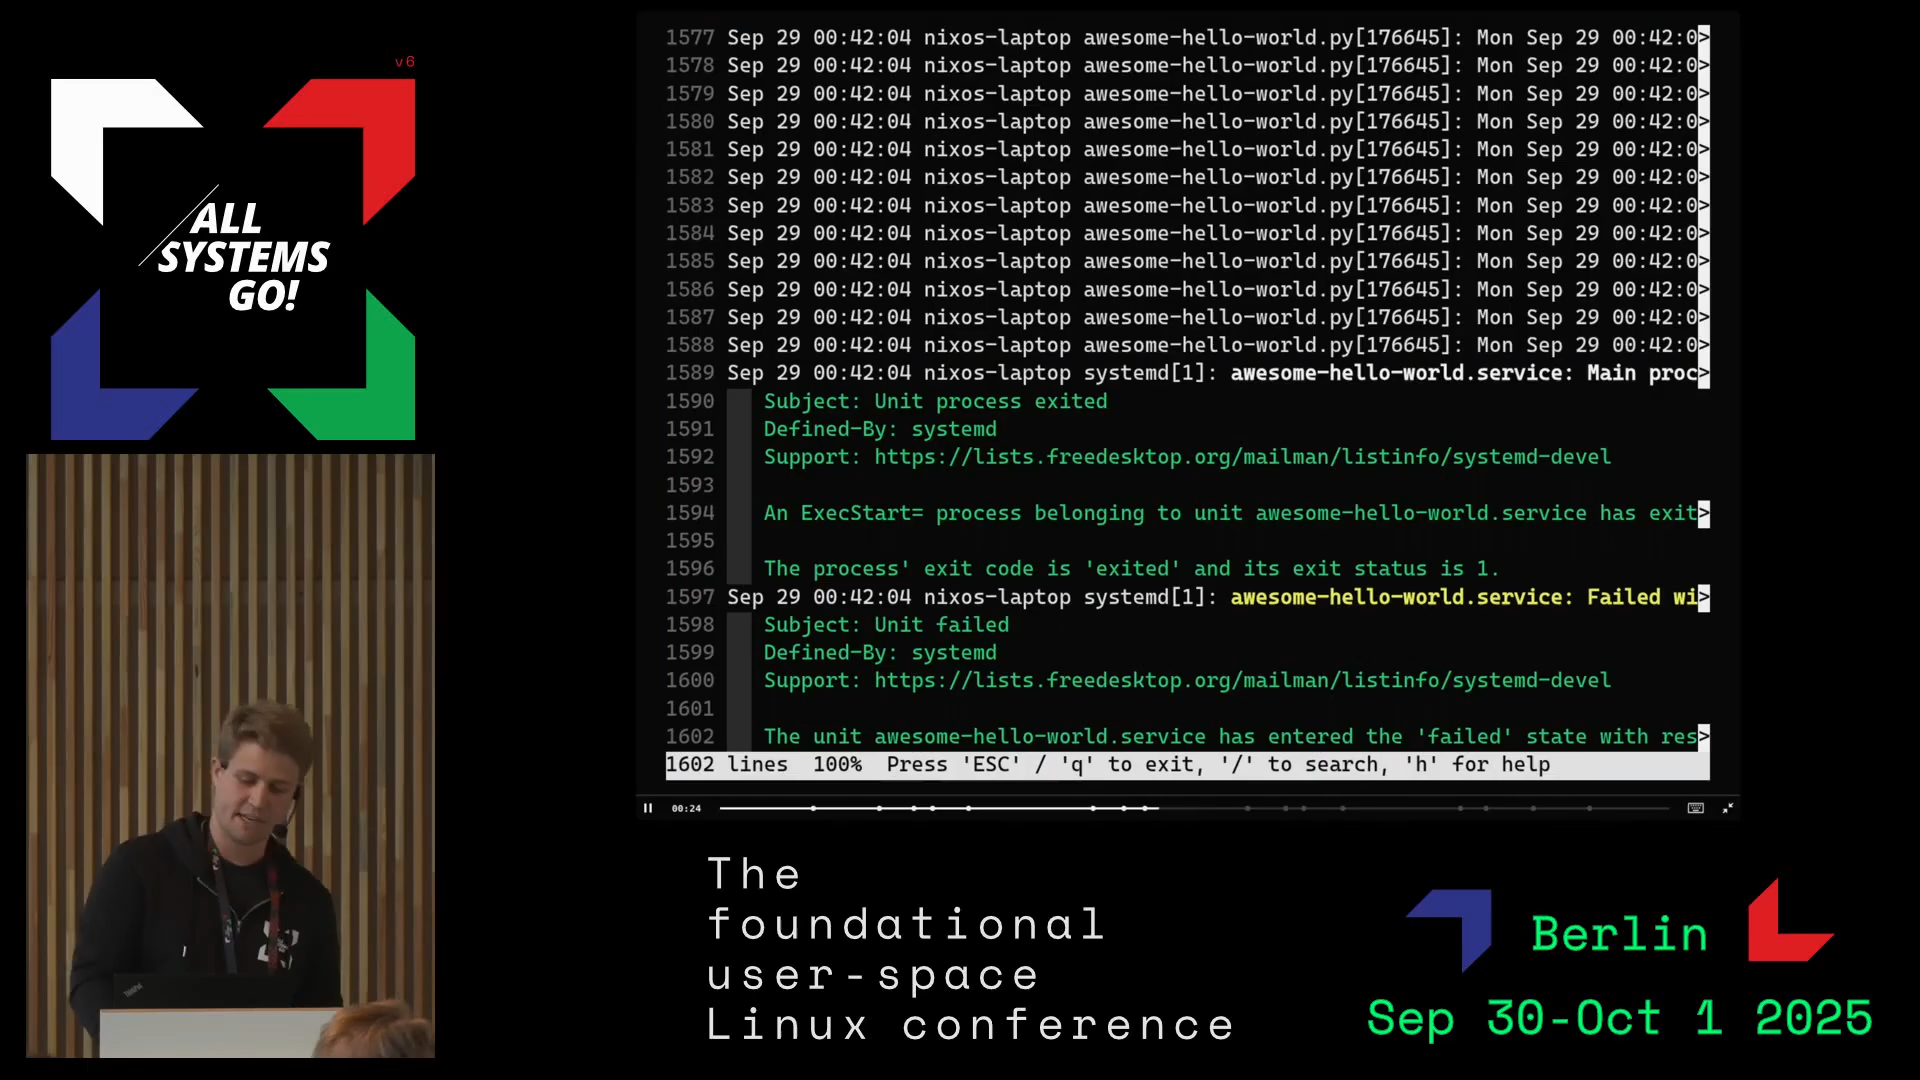 v6
ALL
SYSTEMS
GO!
1577 Sep 29 00:42:04 nixos-laptop awesome-hello-world.py[176645]: Mon Sep 29 00:42:0>
1578 Sep 29 00:42:04 nixos-laptop awesome-hello-world.py[176645]: Mon Sep 29 00:42:0>
1579 Sep 29 00:42:04 nixos-laptop awesome-hello-world.py[176645]: Mon Sep 29 00:42:0>
1580 Sep 29 00:42:04 nixos-laptop awesome-hello-world.py[176645]: Mon Sep 29 00:42:0>
1581 Sep 29 00:42:04 nixos-laptop awesome-hello-world.py[176645]: Mon Sep 29 00:42:0>
1582 Sep 29 00:42:04 nixos-laptop awesome-hello-world.py[176645]: Mon Sep 29 00:42:0>
1583 Sep 29 00:42:04 nixos-laptop awesome-hello-world.py[176645]: Mon Sep 29 00:42:0>
1584 Sep 29 00:42:04 nixos-laptop awesome-hello-world.py[176645]: Mon Sep 29 00:42:0>
1585 Sep 29 00:42:04 nixos-laptop awesome-hello-world.py[176645]: Mon Sep 29 00:42:0>
1586 Sep 29 00:42:04 nixos-laptop awesome-hello-world.py[176645]: Mon Sep 29 00:42:0>
1587 Sep 29 00:42:04 nixos-laptop awesome-hello-world.py[176645]: Mon Sep 29 00:42:0>
1588 Sep 29 00:42:04 nixos-laptop awesome-hello-world.py[176645]: Mon Sep 29 00:42:0>
1589 Sep 29 00:42:04 nixos-laptop systemd[1]: awesome-hello-world.service: Main proc>
1590 Subject: Unit process exited
1591 Defined-By: systemd
1592 Support: https://lists.freedesktop.org/mailman/listinfo/systemd-devel
1593
1594 An ExecStart= process belonging to unit awesome-hello-world.service has exit>
1595
1596 The process' exit code is 'exited' and its exit status is 1.
1597 Sep 29 00:42:04 nixos-laptop systemd[1]: awesome-hello-world.service: Failed wi>
1598 Subject: Unit failed
1599 Defined-By: systemd
1600 Support: https://lists.freedesktop.org/mailman/listinfo/systemd-devel
1601
1602 The unit awesome-hello-world.service has entered the 'failed' state with res>
1602 lines 100% Press 'ESC' / 'q' to exit, '/' to search, 'h' for help
00:24
ThinkPad
The
foundational
user-space
Linux conference
Berlin
Sep 30-Oct 1 2025